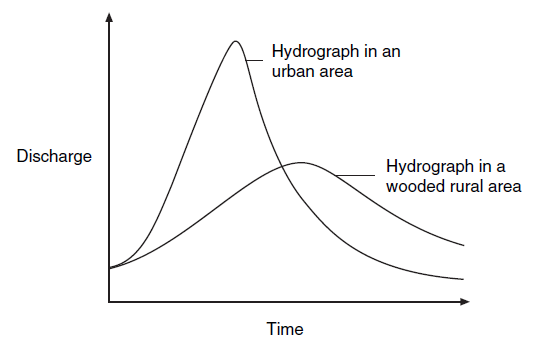 Hydrograph in an
urban area
Discharge
Hydrograph in a
wooded rural area
Time